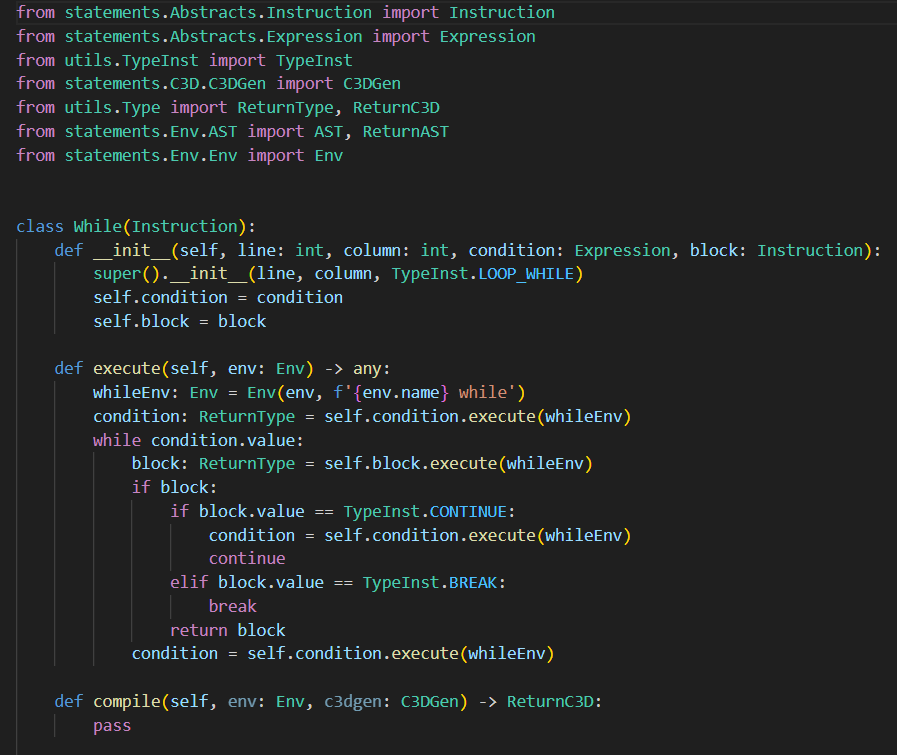 from statements.Abstracts.Instruction import Instruction
from statements.Abstracts.Expression import Expression
from utils.TypeInst import TypeInst
from statements.C3D.C3DGen import C3DGen
from utils.Type import ReturnType, ReturnC3D
from statements.Env.AST import AST, ReturnAST
from statements.Env.Env import Env
class While(Instruction):
    def __init__(self, line: int, column: int, condition: Expression, block: Instruction):
        super().__init__(line, column, TypeInst.LOOP_WHILE)
        self.condition = condition
        self.block = block
    def execute(self, env: Env) -> any:
        whileEnv: Env = Env(env, f'{env.name} while')
        condition: ReturnType = self.condition.execute(whileEnv)
        while condition.value:
            block: ReturnType = self.block.execute(whileEnv)
            if block:
                if block.value == TypeInst.CONTINUE:
                    condition = self.condition.execute(whileEnv)
                    continue
                elif block.value == TypeInst.BREAK:
                    break
                return block
            condition = self.condition.execute(whileEnv)
    def compile(self, env: Env, c3dgen: C3DGen) -> ReturnC3D:
        pass